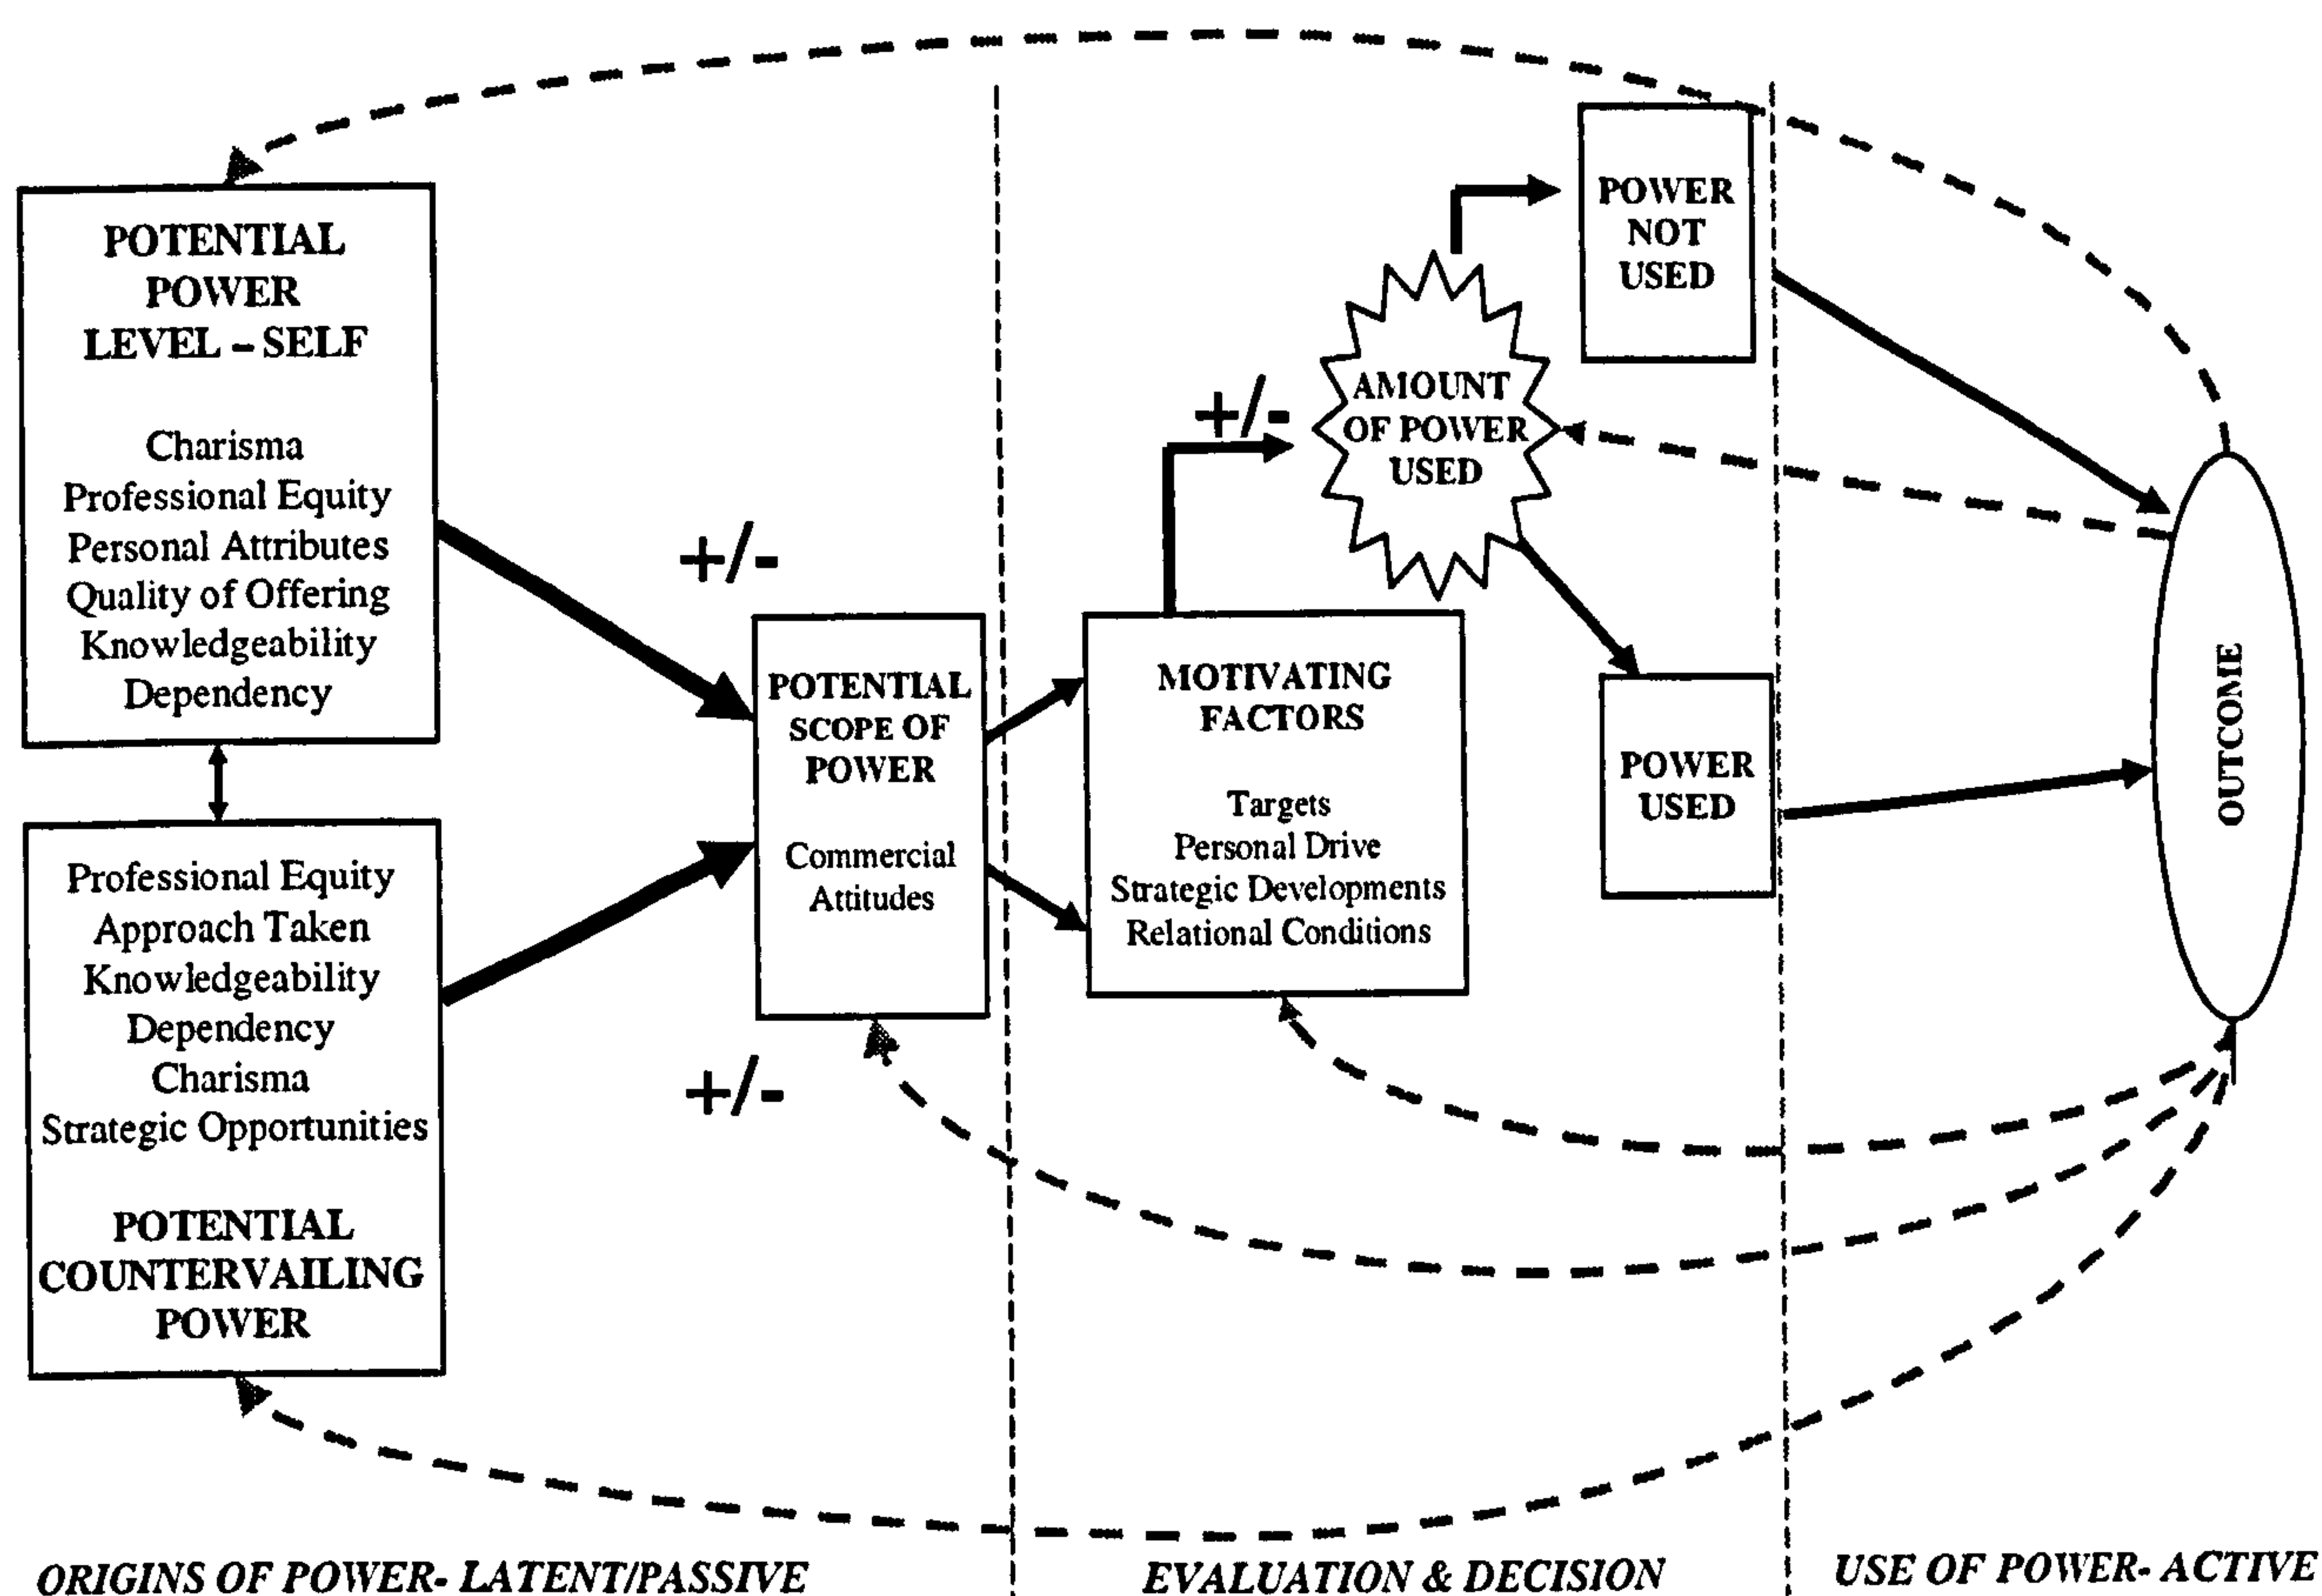 POTENTIAL
POWER
LEVEL – SELF
Charisma
Professional Equity
Personal Attributes
Quality of Offering
Knowledgeability
Dependency
Professional Equity
Approach Taken
Knowledgeability
Dependency
Charisma
Strategic Opportunities
POTENTIAL
COUNTERVAILING
POWER
+/-
+/-
POTENTIAL
SCOPE OF
POWER
Commercial
Attitudes
MOTIVATING
FACTORS
Targets
Personal Drive
Strategic Developments
Relational Conditions
+/-
AMOUNT
OF POWER
USED
POWER
NOT
USED
POWER
USED
OUTCOME
ORIGINS OF POWER- LATENT/PASSIVE
EVALUATION & DECISION
USE OF POWER- ACTIVE